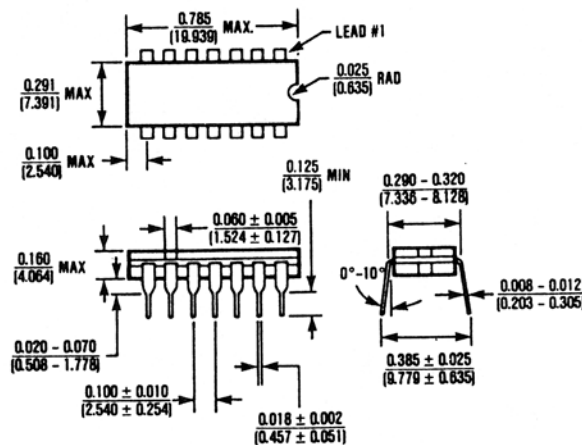 0.785
(19.939) MAX.
LEAD #1
0.291
(7.391) MAX
0.025
(0.635) RAD
0.100
(2.540) MAX
0.125
(3.175) MIN
0.290 – 0.320
(7.336 – 8.128)
0.060 ± 0.005
(1.524 ± 0.127)
0.160
(4.064) MAX
0°–10°
0.008 – 0.012
(0.203 – 0.305)
0.020 – 0.070
(0.508 – 1.778)
0.385 ± 0.025
(9.779 ± 0.635)
0.100 ± 0.010
(2.540 ± 0.254)
0.018 ± 0.002
(0.457 ± 0.051)